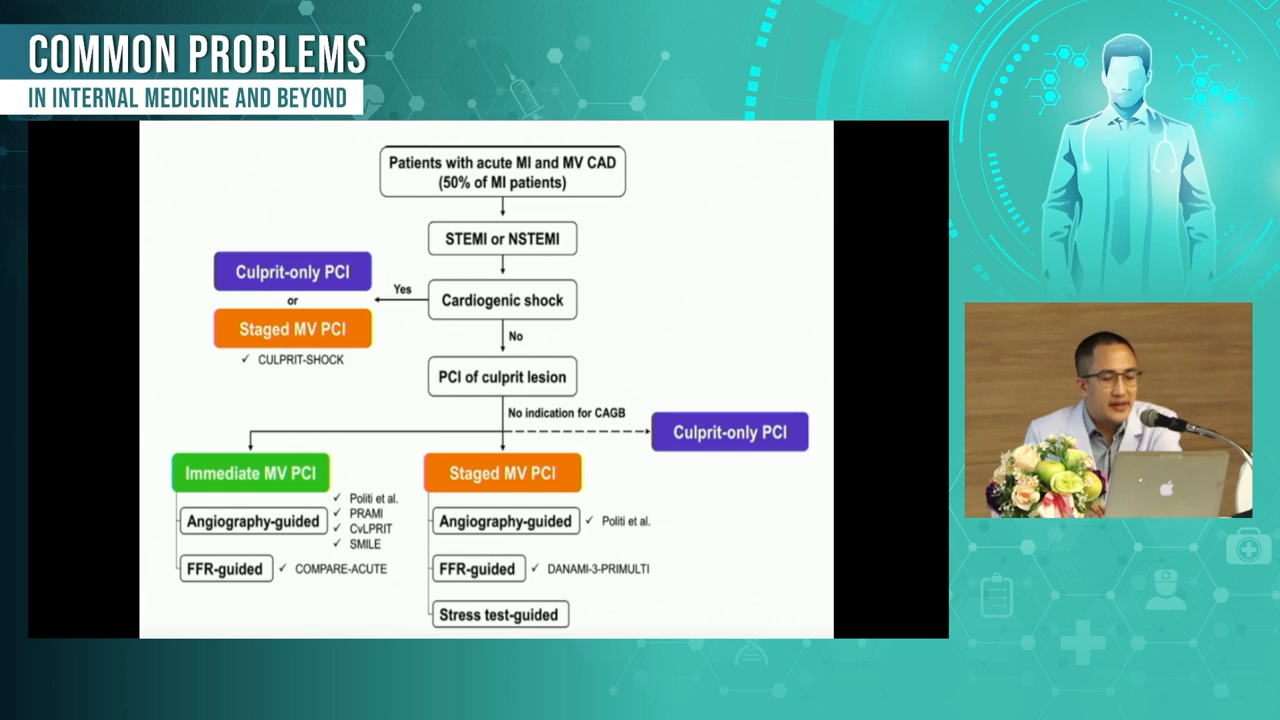 COMMON PROBLEMS
IN INTERNAL MEDICINE AND BEYOND
Patients with acute MI and MV CAD
(50% of MI patients)
STEMI or NSTEMI
Culprit-only PCI
or
Staged MV PCI
✓ CULPRIT-SHOCK
Yes
Cardiogenic shock
No
PCI of culprit lesion
No indication for CAGB
Culprit-only PCI
Immediate MV PCI
Angiography-guided
✓ Politi et al.
✓ PRAMI
✓ CvLPRIT
✓ SMILE
FFR-guided
✓ COMPARE-ACUTE
Staged MV PCI
Angiography-guided
✓ Politi et al.
FFR-guided
✓ DANAMI-3-PRIMULTI
Stress test-guided